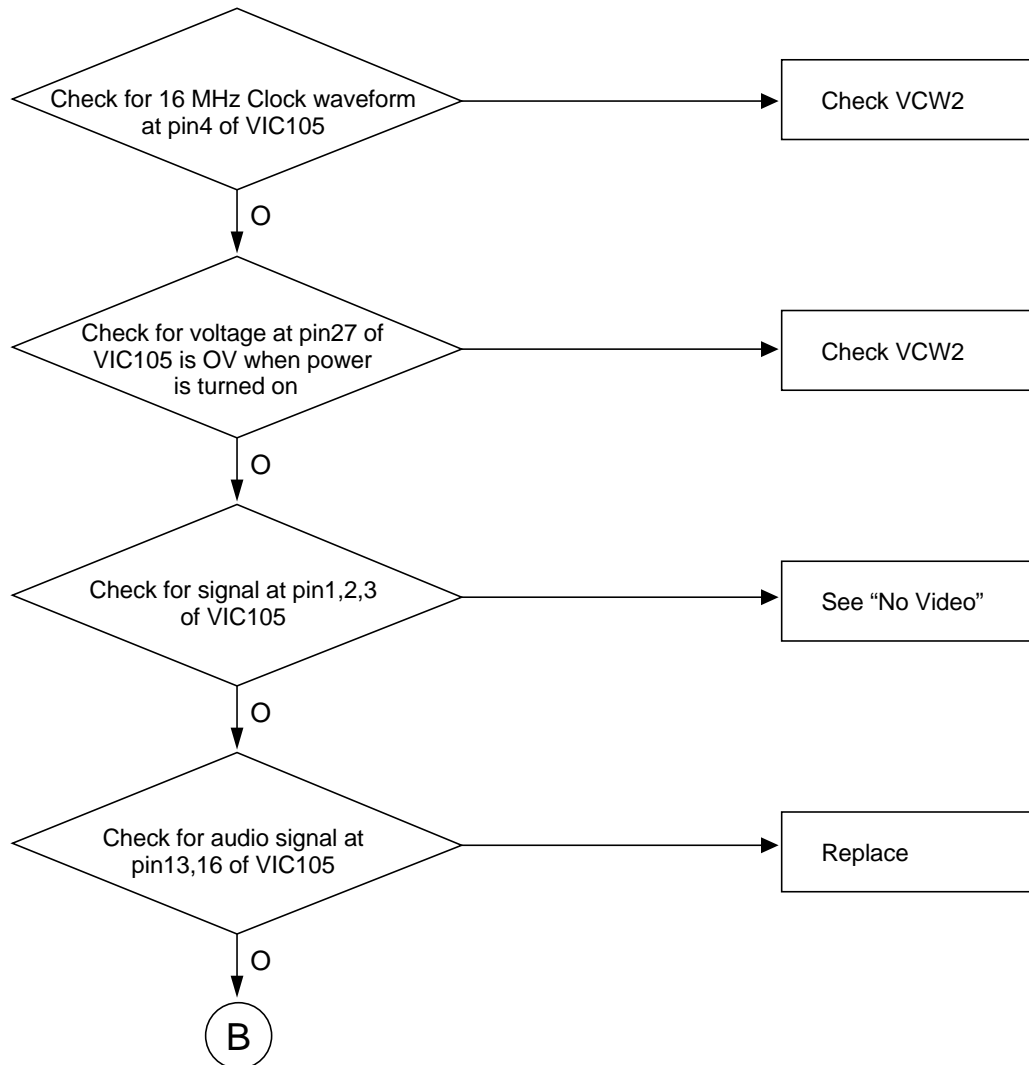 Check for 16 MHz Clock waveform
at pin4 of VIC105
Check VCW2
O
Check for voltage at pin27 of
VIC105 is OV when power
is turned on
Check VCW2
O
Check for signal at pin1,2,3
of VIC105
See “No Video”
O
Check for audio signal at
pin13,16 of VIC105
Replace
O
B